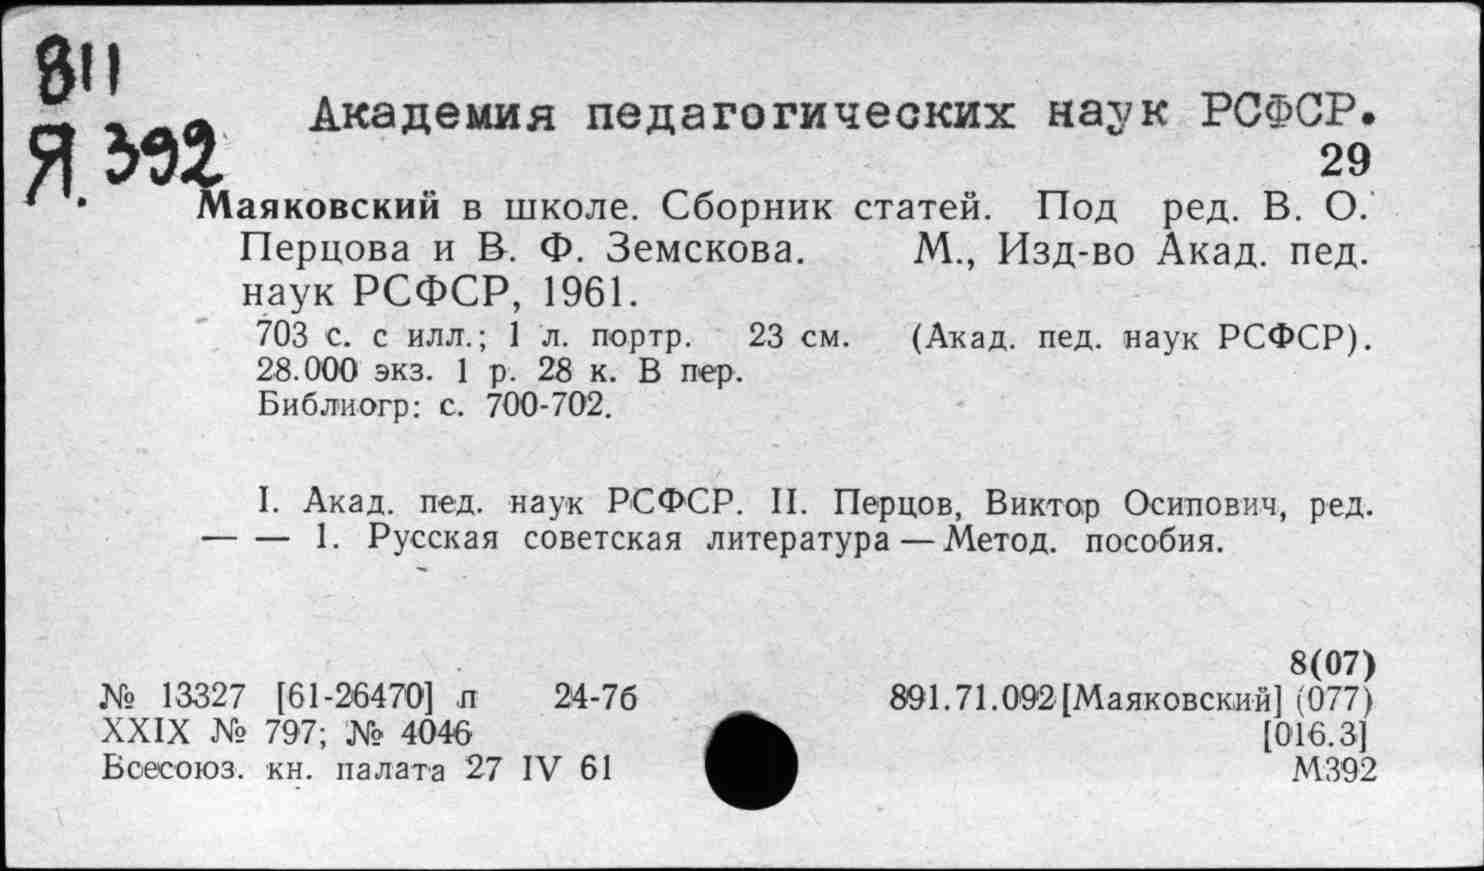 811
Я 392
Академия педагогических наук РСФСР.
29
Маяковский в школе. Сборник статей. Под ред. В. О.
Перцова и В. Ф. Земскова. М., Изд-во Акад. пед.
наук РСФСР, 1961.
703 с. с илл.; 1 л. портр. 23 см. (Акад. пед. наук РСФСР).
28.000 экз. 1 р. 28 к. В пер.
Библиогр: с. 700-702.
I. Акад. пед. наук РСФСР. II. Перцов, Виктор Осипович, ред.
— — 1. Русская советская литература — Метод. пособия.
8(07)
№ 13327 [61-26470] л 24-7б 891.71.092[Маяковский] (077)
XXIX № 797; № 4046 [016.3]
Всесоюз. кн. палата 27 IV 61 М392